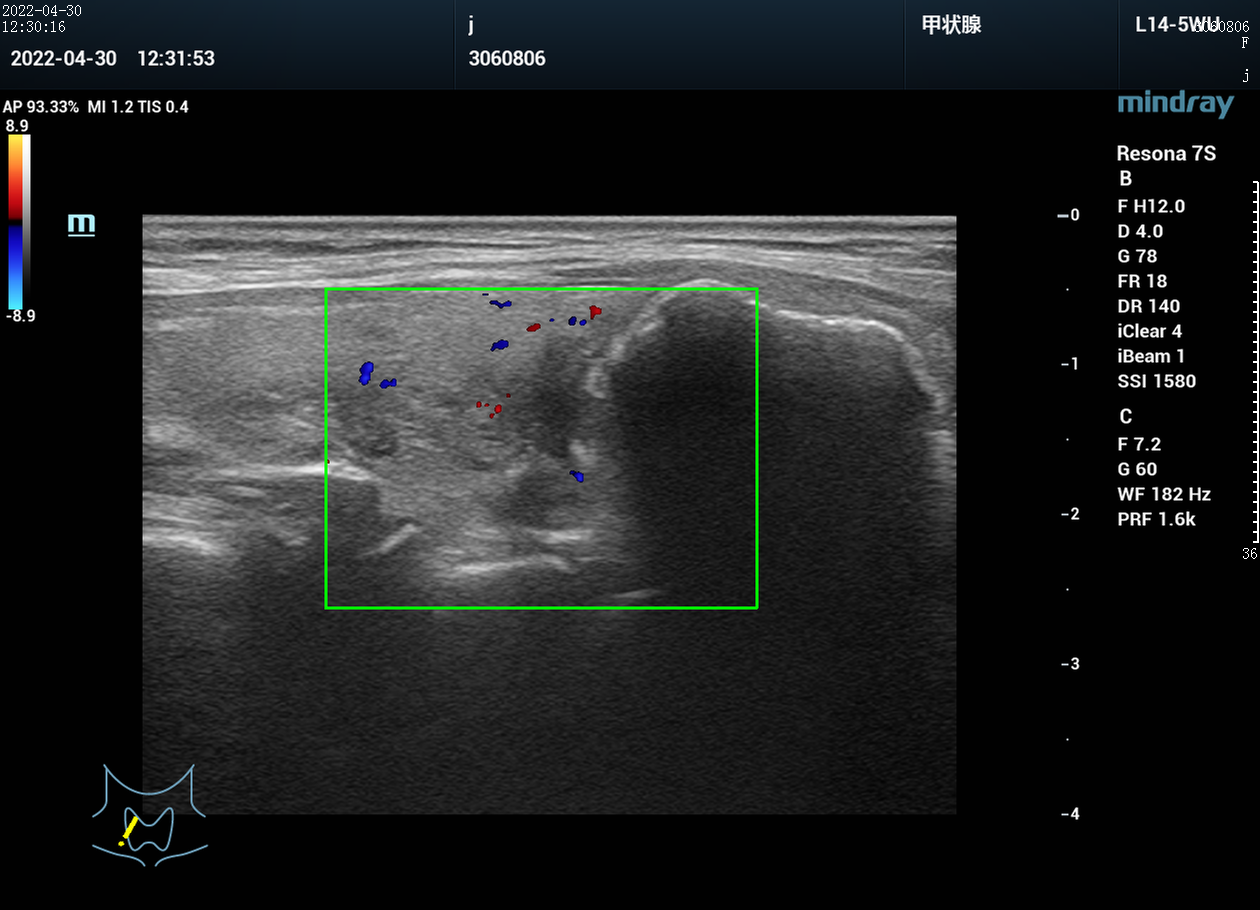 2022-04-30
12:30:16
2022-04-30 12:31:53
j
3060806
甲状腺
L14-5WU
3060806
F
j
AP 93.33% MI 1.2 TIS 0.4
8.9
-8.9
m
mindray
Resona 7S
B
F H12.0
D 4.0
G 78
FR 18
DR 140
iClear 4
iBeam 1
SSI 1580
C
F 7.2
G 60
WF 182 Hz
PRF 1.6k
0
-1
-2
-3
-4
36